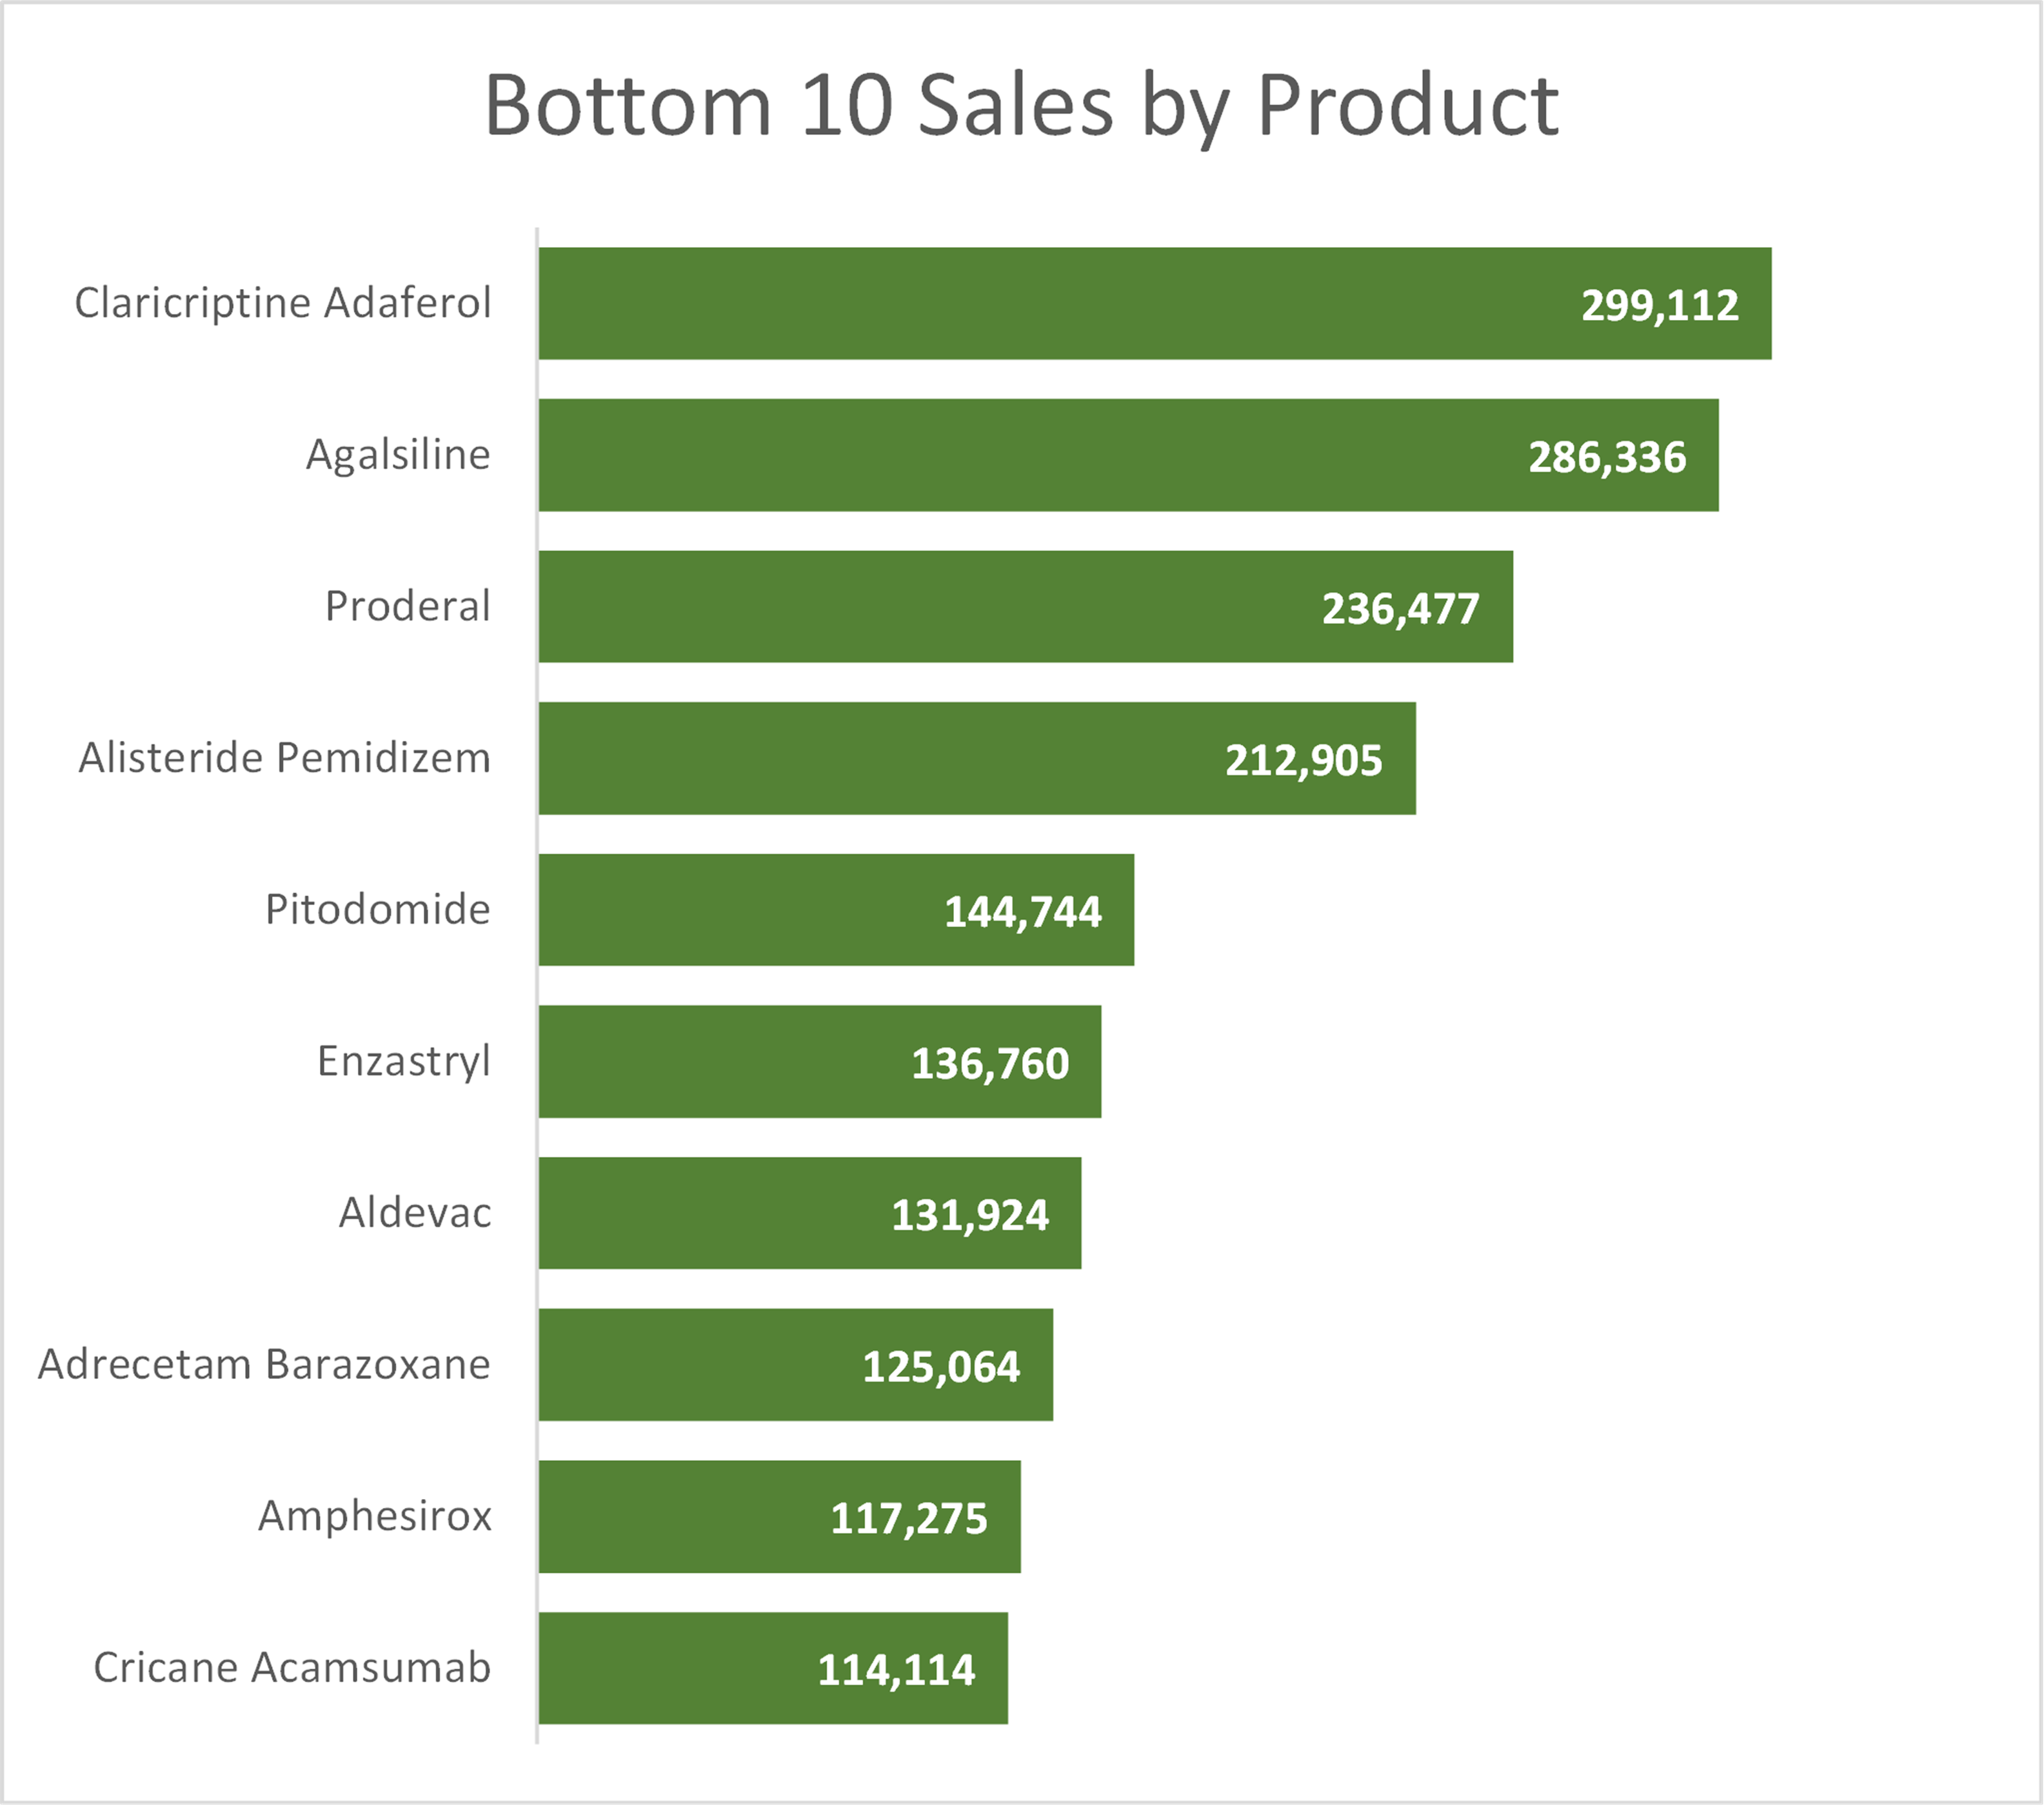 Bottom 10 Sales by Product
Claricriptine Adaferol 299,112
Agalsiline 286,336
Proderal 236,477
Alisteride Pemidizem 212,905
Pitodomide 144,744
Enzastryl 136,760
Aldevac 131,924
Adrecetam Barazoxane 125,064
Amphesirox 117,275
Cricane Acamsumab 114,114